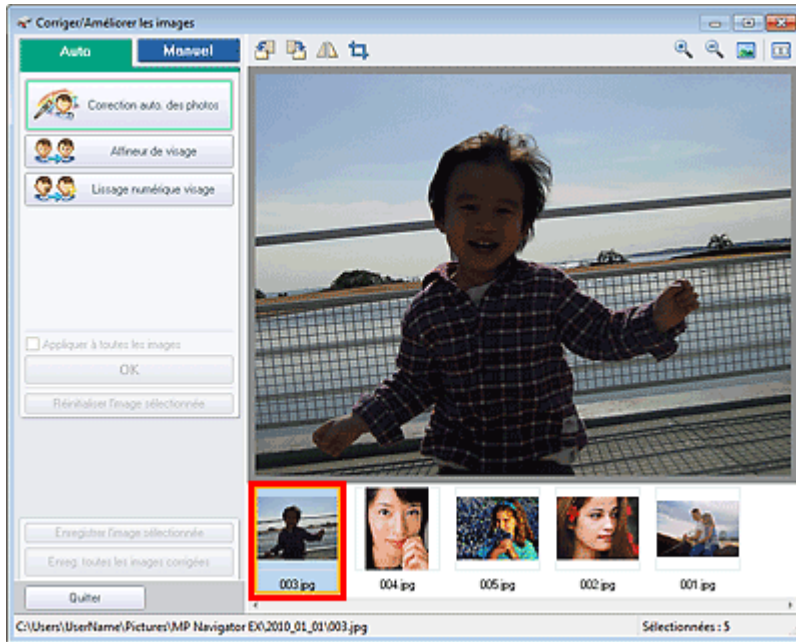 Corriger/Améliorer les images
Auto Manuel
Correction auto. des photos
Affineur de visage
Lissage numérique visage
Appliquer à toutes les images
OK
Réinitialiser l'image sélectionnée
Enregistrer l'image sélectionnée
Enreg. toutes les images corrigées
Quitter
003.jpg 004.jpg 005.jpg 002.jpg 001.jpg
C:\Users\UserName\Pictures\MP Navigator EX\2010_01_01\003.jpg Sélectionnées : 5